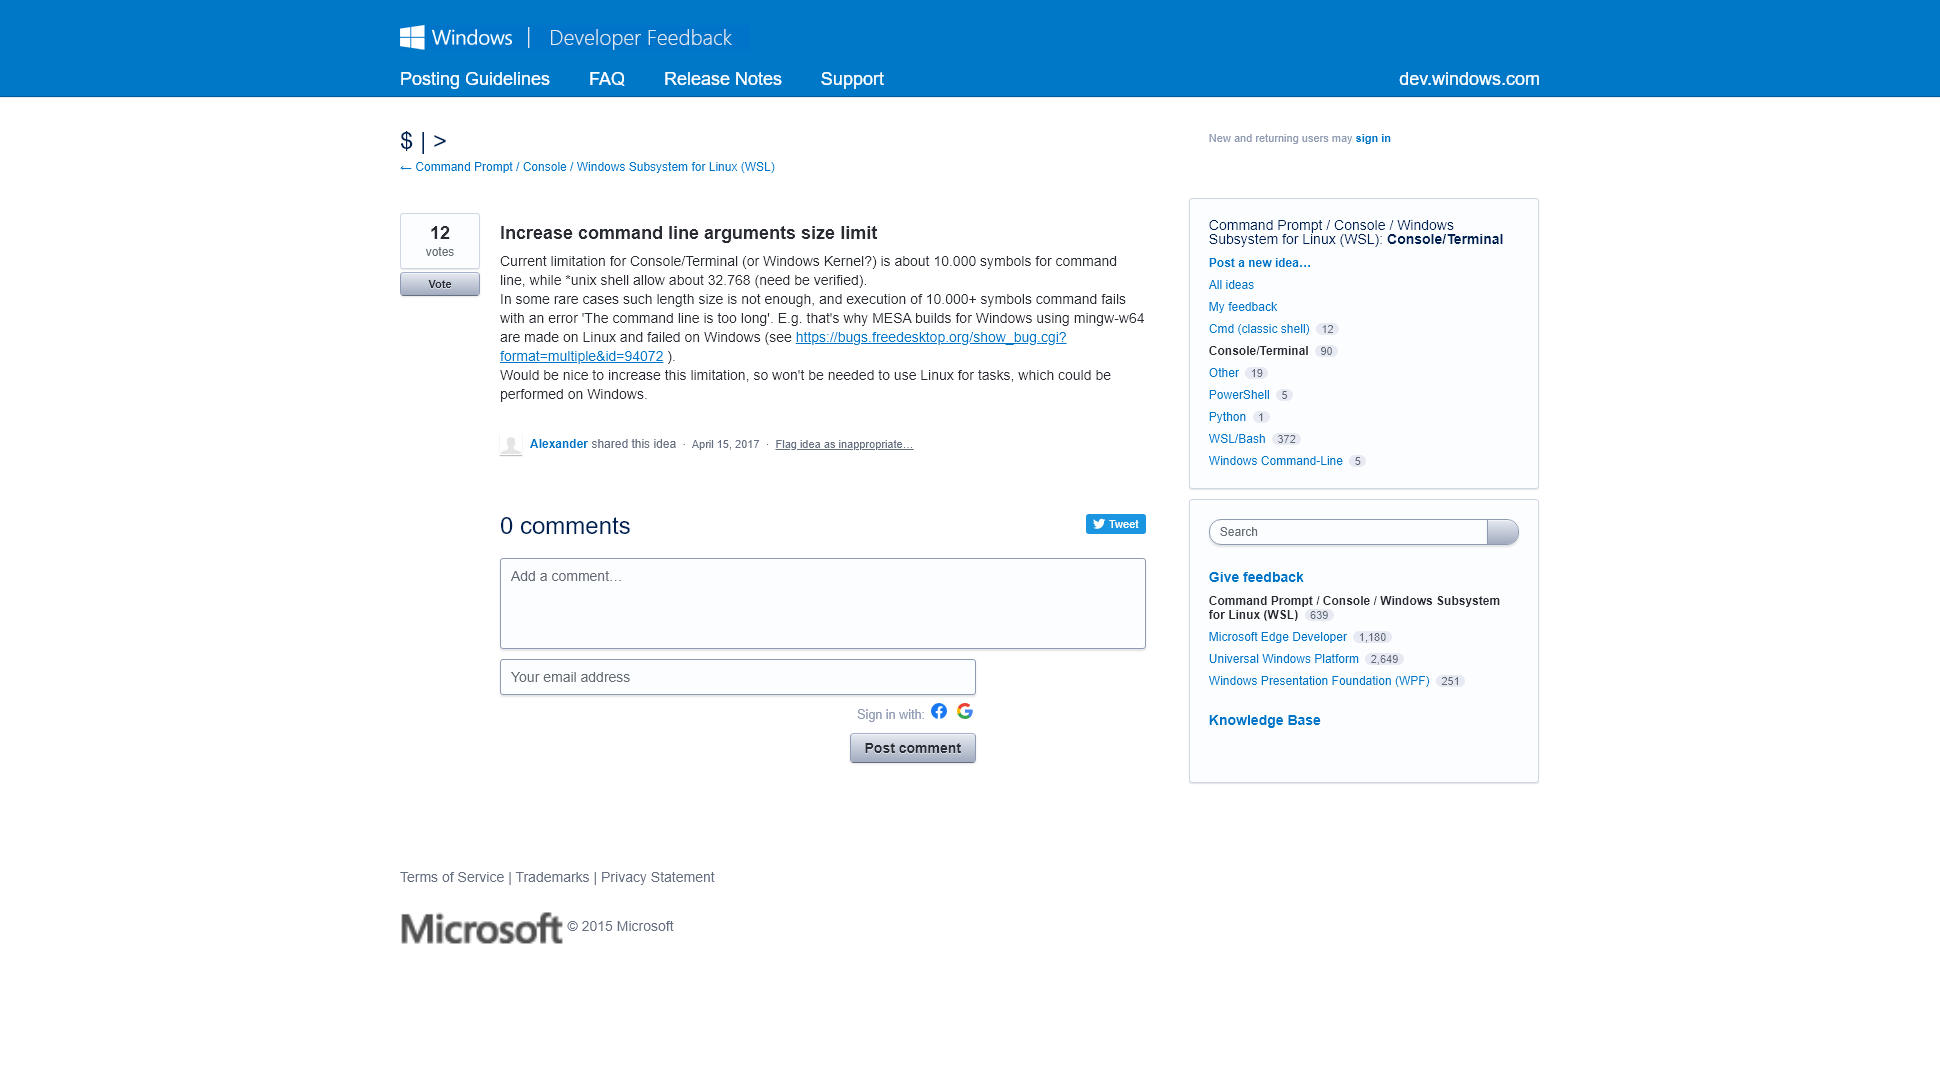 Windows | Developer Feedback
Posting Guidelines FAQ Release Notes Support dev.windows.com
$ | >
← Command Prompt / Console / Windows Subsystem for Linux (WSL)
New and returning users may sign in
12
votes
Vote
Increase command line arguments size limit
Current limitation for Console/Terminal (or Windows Kernel?) is about 10.000 symbols for command
line, while *unix shell allow about 32.768 (need be verified).
In some rare cases such length size is not enough, and execution of 10.000+ symbols command fails
with an error 'The command line is too long'. E.g. that's why MESA builds for Windows using mingw-w64
are made on Linux and failed on Windows (see https://bugs.freedesktop.org/show_bug.cgi?
format=multiple&id=94072 ).
Would be nice to increase this limitation, so won't be needed to use Linux for tasks, which could be
performed on Windows.
Alexander shared this idea · April 15, 2017 · Flag idea as inappropriate…
0 comments
Tweet
Add a comment…
Your email address
Sign in with:
Post comment
Command Prompt / Console / Windows
Subsystem for Linux (WSL): Console/Terminal
Post a new idea…
All ideas
My feedback
Cmd (classic shell) 12
Console/Terminal 90
Other 19
PowerShell 5
Python 1
WSL/Bash 372
Windows Command-Line 5
Search
Give feedback
Command Prompt / Console / Windows Subsystem
for Linux (WSL) 639
Microsoft Edge Developer 1,180
Universal Windows Platform 2,649
Windows Presentation Foundation (WPF) 251
Knowledge Base
Terms of Service | Trademarks | Privacy Statement
Microsoft © 2015 Microsoft